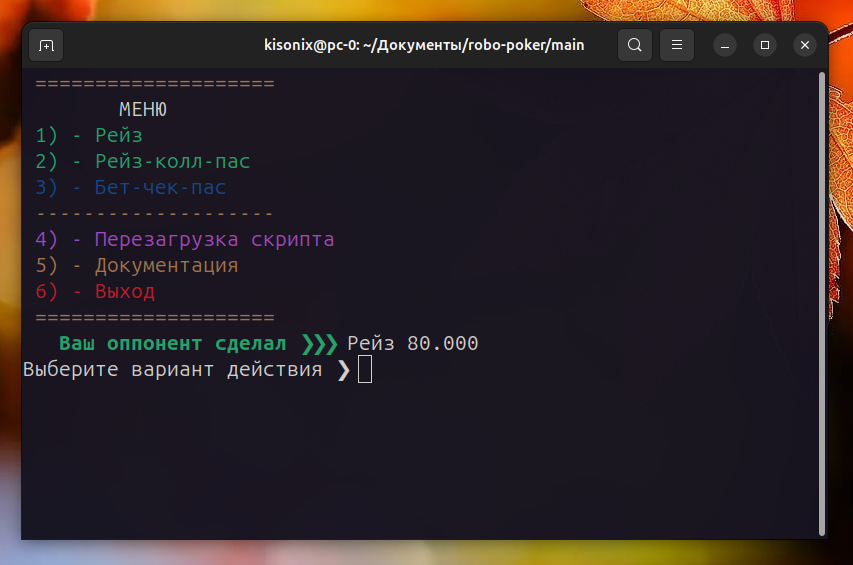 kisonix@pc-0: ~/Документы/robo-poker/main
====================
МЕНЮ
1) - Рейз
2) - Рейз-колл-пас
3) - Бет-чек-пас
--------------------
4) - Перезагрузка скрипта
5) - Документация
6) - Выход
====================
Ваш оппонент сделал ❯❯❯ Рейз 80.000
Выберите вариант действия ❯